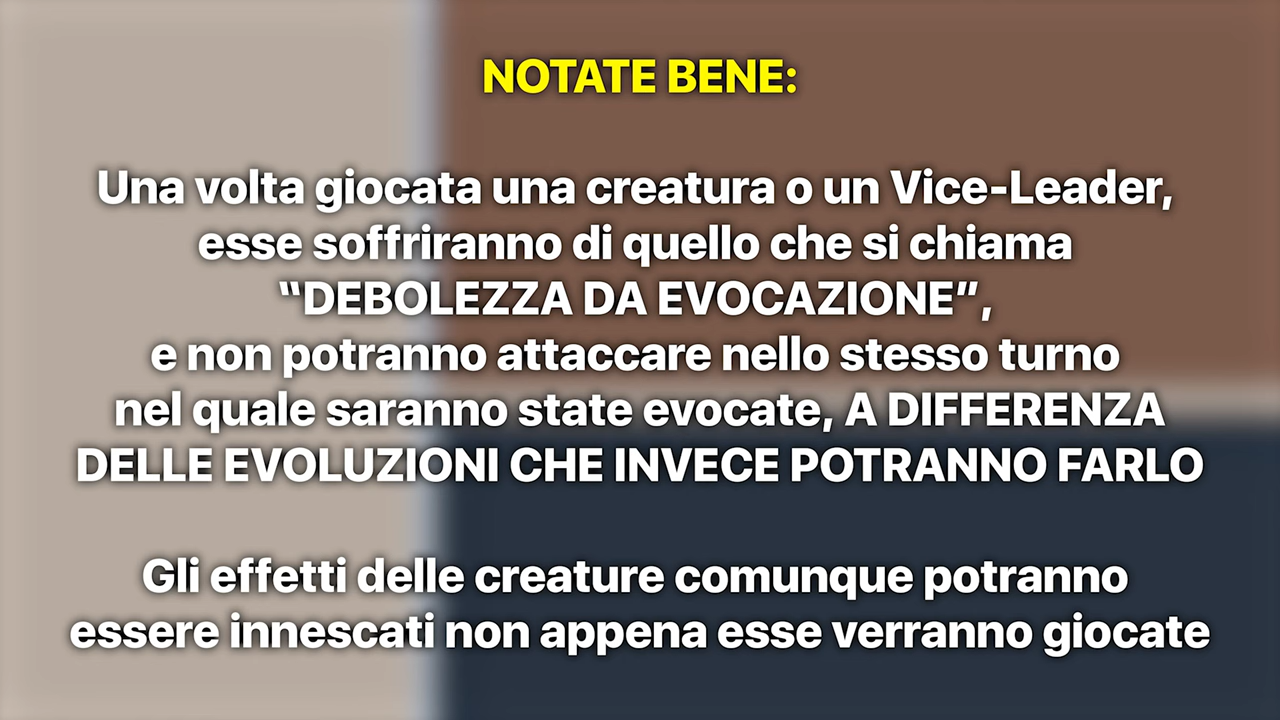 NOTATE BENE:
Una volta giocata una creatura o un Vice-Leader,
esse soffriranno di quello che si chiama
“DEBOLEZZA DA EVOCAZIONE”,
e non potranno attaccare nello stesso turno
nel quale saranno state evocate, A DIFFERENZA
DELLE EVOLUZIONI CHE INVECE POTRANNO FARLO
Gli effetti delle creature comunque potranno
essere innescati non appena esse verranno giocate